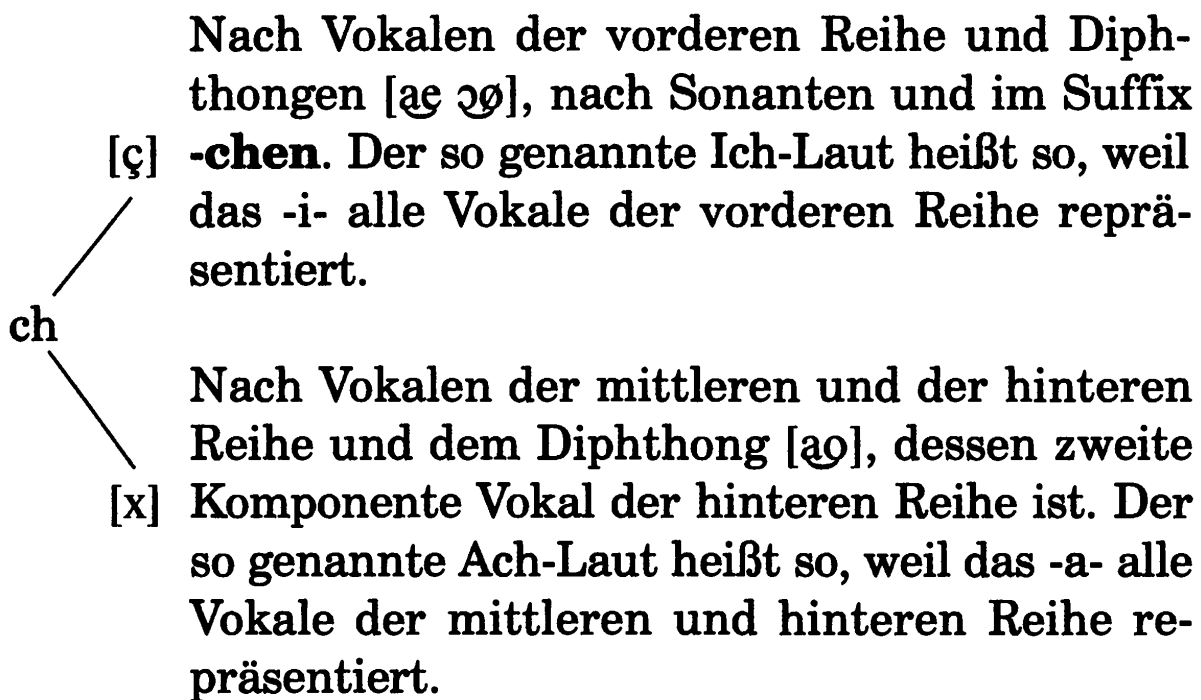 Nach Vokalen der vorderen Reihe und Diph-
thongen [a͜e ɔ͜ø], nach Sonanten und im Suffix
[ç] -chen. Der so genannte Ich-Laut heißt so, weil
das -i- alle Vokale der vorderen Reihe reprä-
sentiert.
ch
Nach Vokalen der mittleren und der hinteren
Reihe und dem Diphthong [a͜o], dessen zweite
[x] Komponente Vokal der hinteren Reihe ist. Der
so genannte Ach-Laut heißt so, weil das -a- alle
Vokale der mittleren und hinteren Reihe re-
präsentiert.